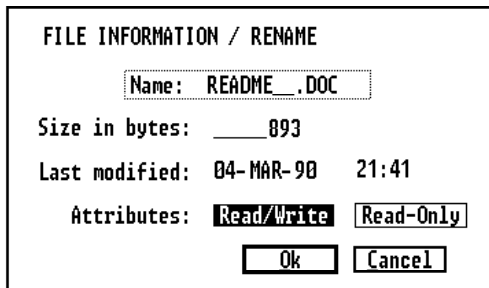 FILE INFORMATION / RENAME
Name: README__.DOC
Size in bytes: _____893
Last modified: 04-MAR-90 21:41
Attributes: Read/Write Read-Only
Ok Cancel